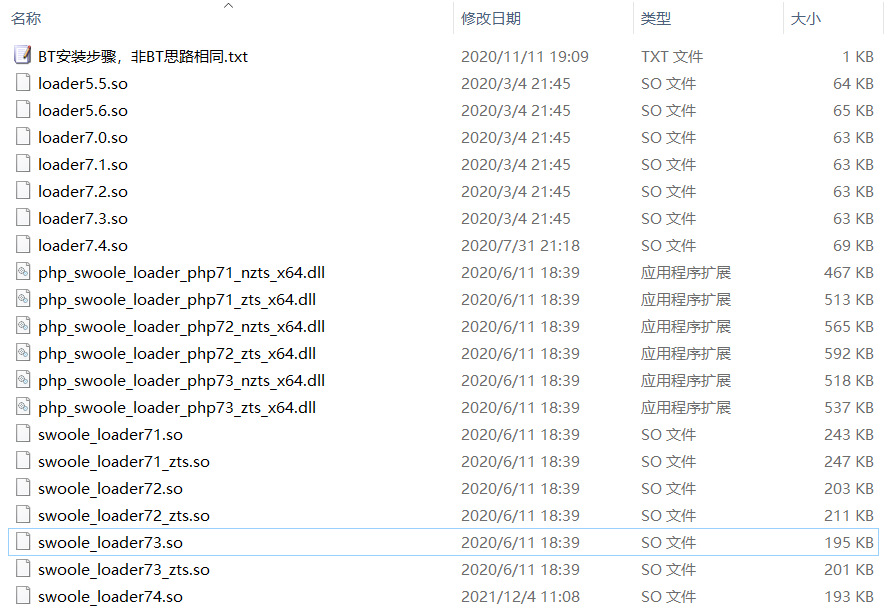 名称 修改日期 类型 大小
BT安装步骤，非BT思路相同.txt 2020/11/11 19:09 TXT 文件 1 KB
loader5.5.so 2020/3/4 21:45 SO 文件 64 KB
loader5.6.so 2020/3/4 21:45 SO 文件 65 KB
loader7.0.so 2020/3/4 21:45 SO 文件 63 KB
loader7.1.so 2020/3/4 21:45 SO 文件 63 KB
loader7.2.so 2020/3/4 21:45 SO 文件 63 KB
loader7.3.so 2020/3/4 21:45 SO 文件 63 KB
loader7.4.so 2020/7/31 21:18 SO 文件 69 KB
php_swoole_loader_php71_nzts_x64.dll 2020/6/11 18:39 应用程序扩展 467 KB
php_swoole_loader_php71_zts_x64.dll 2020/6/11 18:39 应用程序扩展 513 KB
php_swoole_loader_php72_nzts_x64.dll 2020/6/11 18:39 应用程序扩展 565 KB
php_swoole_loader_php72_zts_x64.dll 2020/6/11 18:39 应用程序扩展 592 KB
php_swoole_loader_php73_nzts_x64.dll 2020/6/11 18:39 应用程序扩展 518 KB
php_swoole_loader_php73_zts_x64.dll 2020/6/11 18:39 应用程序扩展 537 KB
swoole_loader71.so 2020/6/11 18:39 SO 文件 243 KB
swoole_loader71_zts.so 2020/6/11 18:39 SO 文件 247 KB
swoole_loader72.so 2020/6/11 18:39 SO 文件 203 KB
swoole_loader72_zts.so 2020/6/11 18:39 SO 文件 211 KB
swoole_loader73.so 2020/6/11 18:39 SO 文件 195 KB
swoole_loader73_zts.so 2020/6/11 18:39 SO 文件 201 KB
swoole_loader74.so 2021/12/4 11:08 SO 文件 193 KB